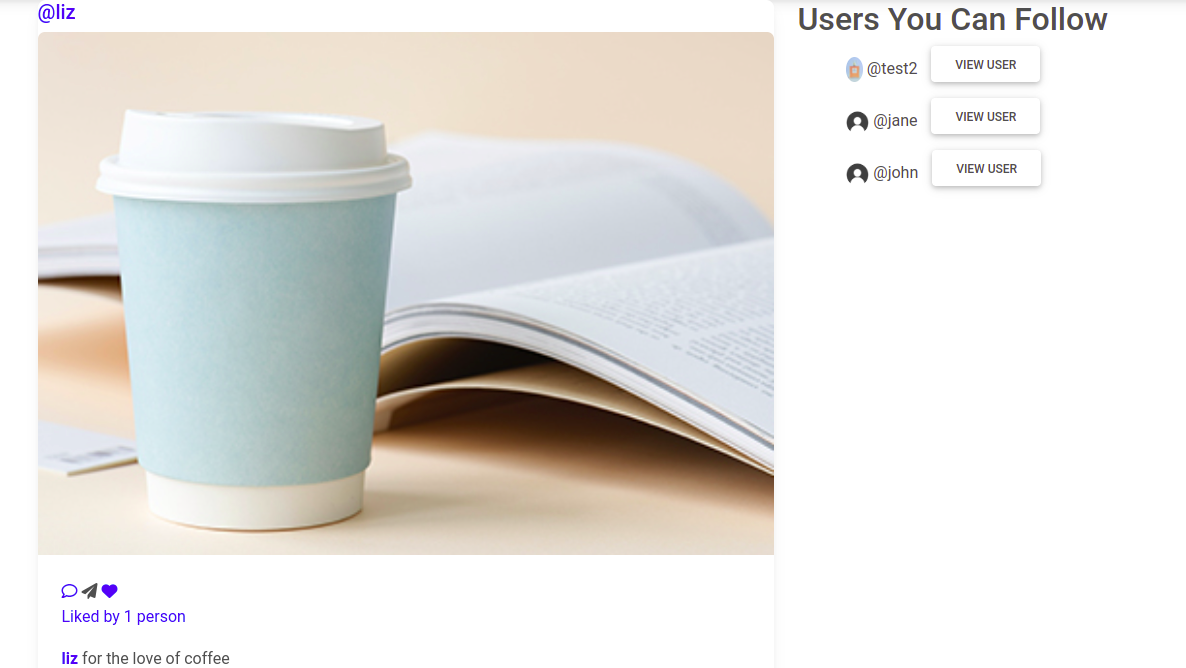 @liz
Users You Can Follow
@test2 VIEW USER
@jane VIEW USER
@john VIEW USER
Liked by 1 person
liz for the love of coffee